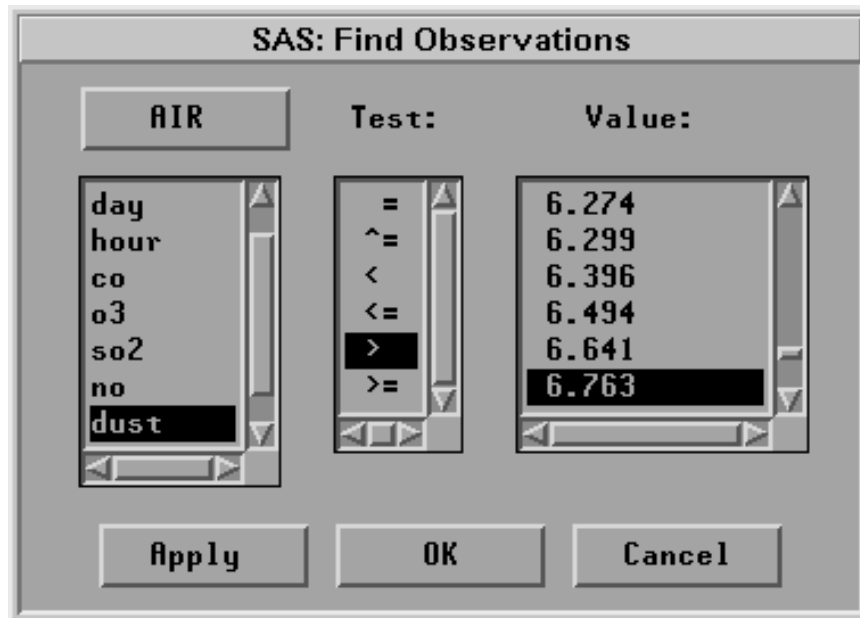 SAS: Find Observations
AIR
Test:
Value:
day
hour
co
o3
so2
no
dust
=
^=
<
<=
>
>=
6.274
6.299
6.396
6.494
6.641
6.763
Apply
OK
Cancel